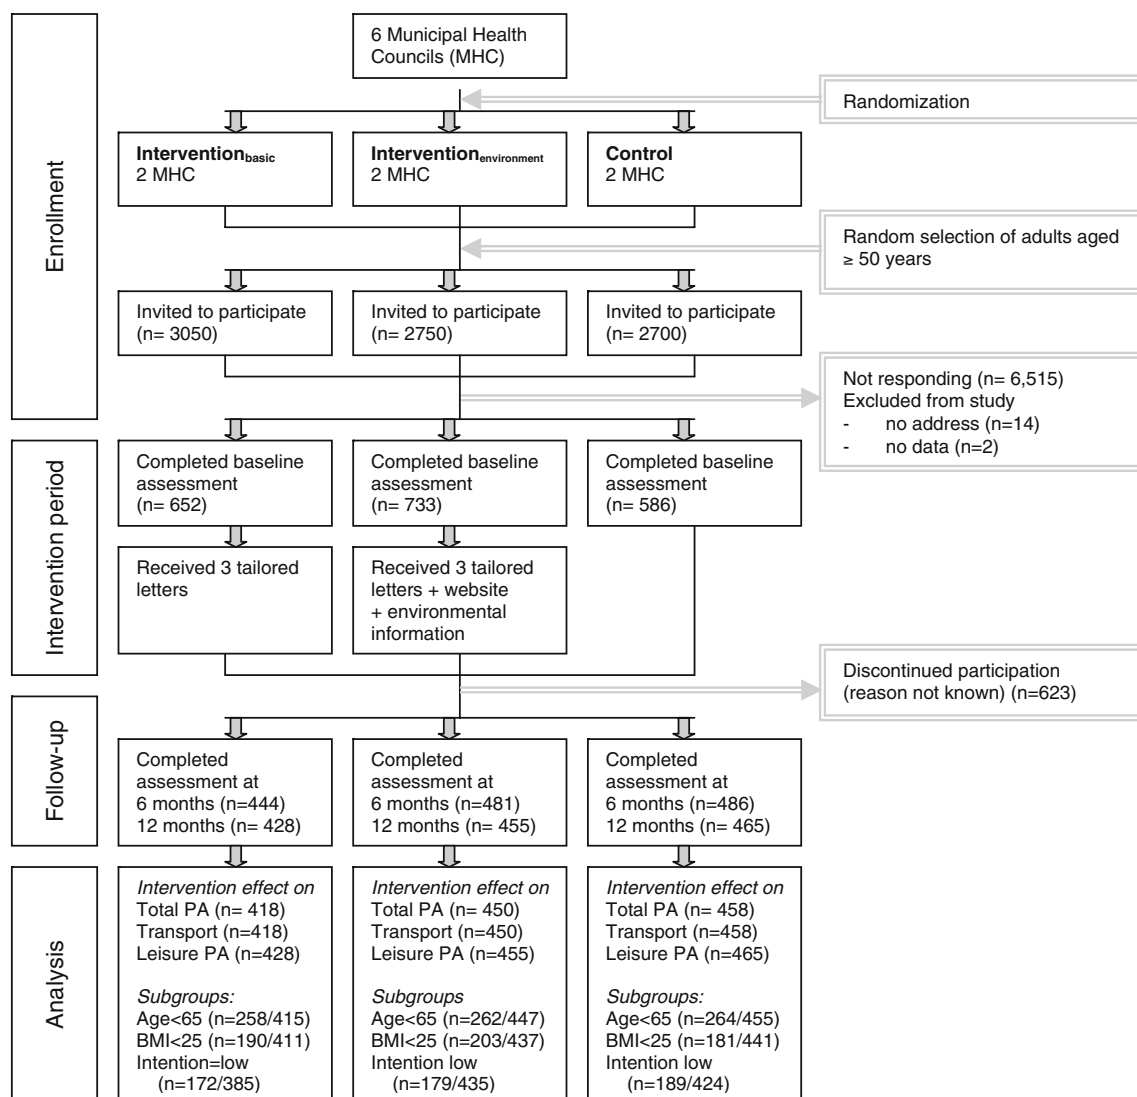 6 Municipal Health
Councils (MHC)
Randomization
Enrollment
Intervention basic
2 MHC
Intervention environment
2 MHC
Control
2 MHC
Random selection of adults aged
≥ 50 years
Invited to participate
(n= 3050)
Invited to participate
(n= 2750)
Invited to participate
(n= 2700)
Not responding (n= 6,515)
Excluded from study
- no address (n=14)
- no data (n=2)
Intervention period
Completed baseline
assessment
(n= 652)
Completed baseline
assessment
(n= 733)
Completed baseline
assessment
(n= 586)
Received 3 tailored
letters
Received 3 tailored
letters + website
+ environmental
information
Discontinued participation
(reason not known) (n=623)
Follow-up
Completed
assessment at
6 months (n=444)
12 months (n= 428)
Completed
assessment at
6 months (n=481)
12 months (n= 455)
Completed
assessment at
6 months (n=486)
12 months (n= 465)
Analysis
Intervention effect on
Total PA (n= 418)
Transport (n=418)
Leisure PA (n=428)
Subgroups:
Age<65 (n=258/415)
BMI<25 (n=190/411)
Intention=low
(n=172/385)
Intervention effect on
Total PA (n= 450)
Transport (n=450)
Leisure PA (n=455)
Subgroups
Age<65 (n=262/447)
BMI<25 (n=203/437)
Intention low
(n=179/435)
Intervention effect on
Total PA (n= 458)
Transport (n=458)
Leisure PA (n=465)
Subgroups:
Age<65 (n=264/455)
BMI<25 (n=181/441)
Intention low
(n=189/424)